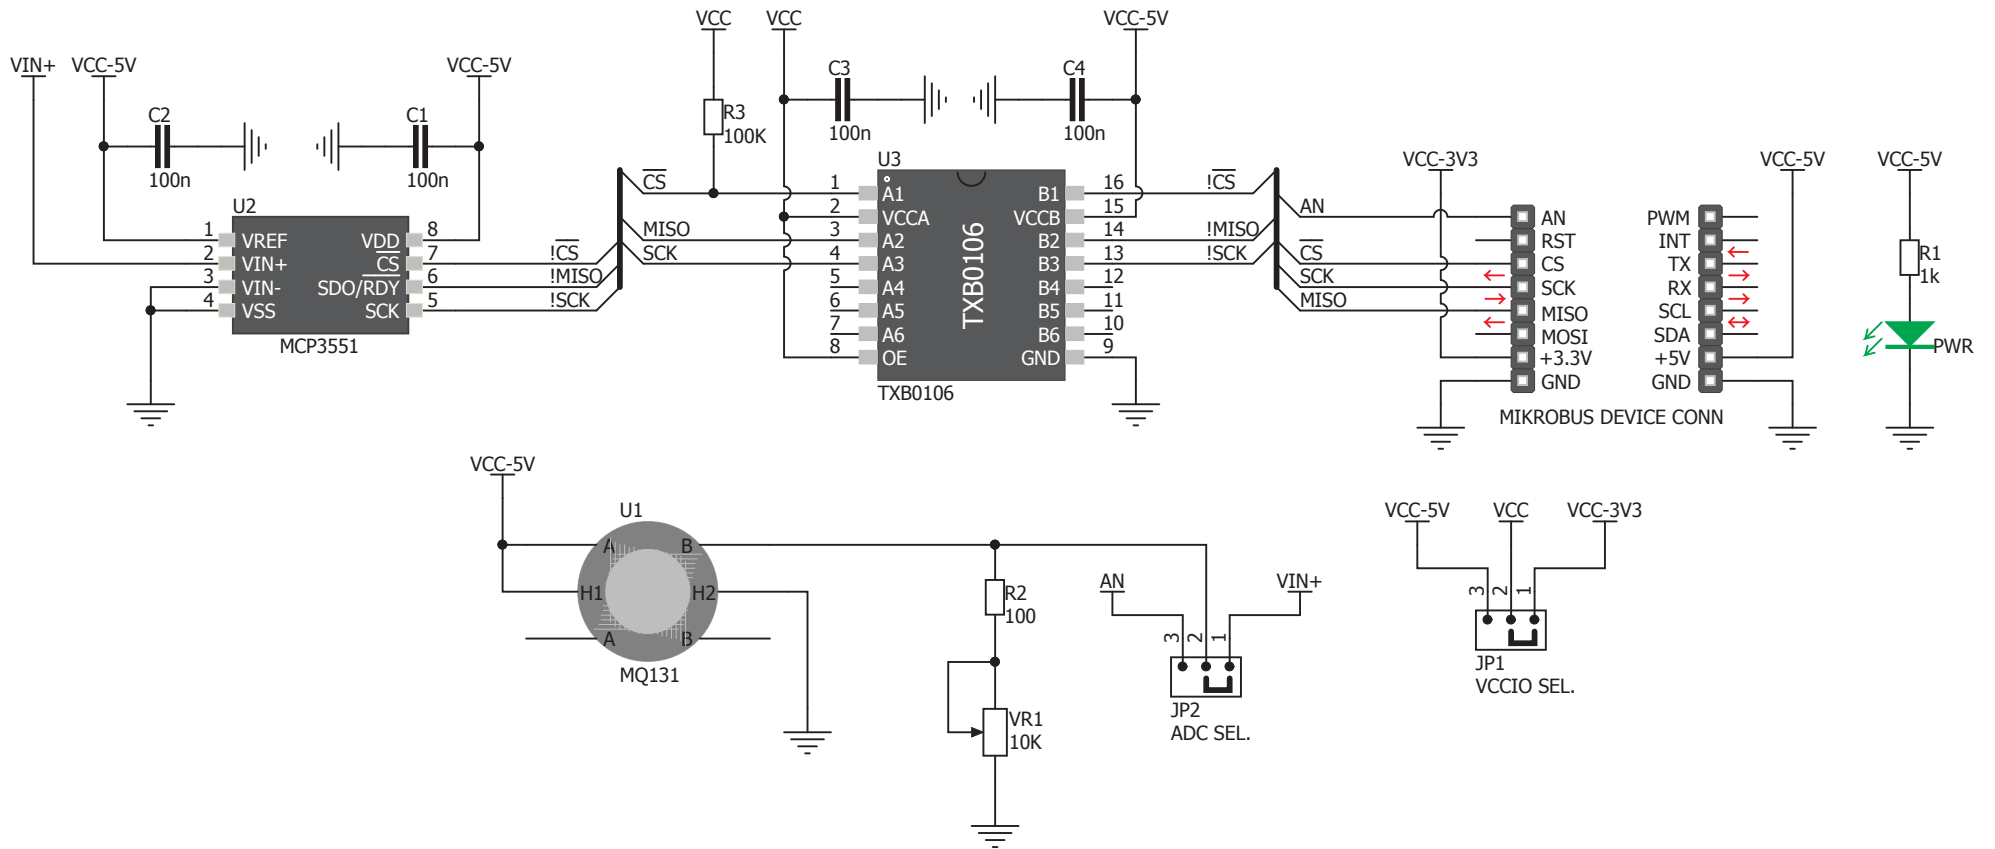 VCC
VCC
VCC-5V
VIN+
VCC-5V
VCC-5V
C2
100n
C1
100n
R3
100K
C3
100n
C4
100n
U2
1 VREF VDD 8
2 VIN+ CS 7
3 VIN- SDO/RDY 6
4 VSS SCK 5
MCP3551
!CS
!MISO
!SCK
CS
MISO
SCK
U3
1 A1 B1 16
2 VCCA VCCB 15
3 A2 B2 14
4 A3 B3 13
5 A4 B4 12
6 A5 B5 11
7 A6 B6 10
8 OE GND 9
TXB0106
TXB0106
!CS
!MISO
!SCK
AN
CS
SCK
MISO
VCC-3V3
VCC-5V
AN PWM
RST INT
CS TX
SCK RX
MISO SCL
MOSI SDA
+3.3V +5V
GND GND
MIKROBUS DEVICE CONN
VCC-5V
R1
1k
PWR
VCC-5V
U1
A B
H1 H2
A B
MQ131
R2
100
VR1
10K
AN
VIN+
3 2 1
JP2
ADC SEL.
VCC-5V
VCC
VCC-3V3
3 2 1
JP1
VCCIO SEL.